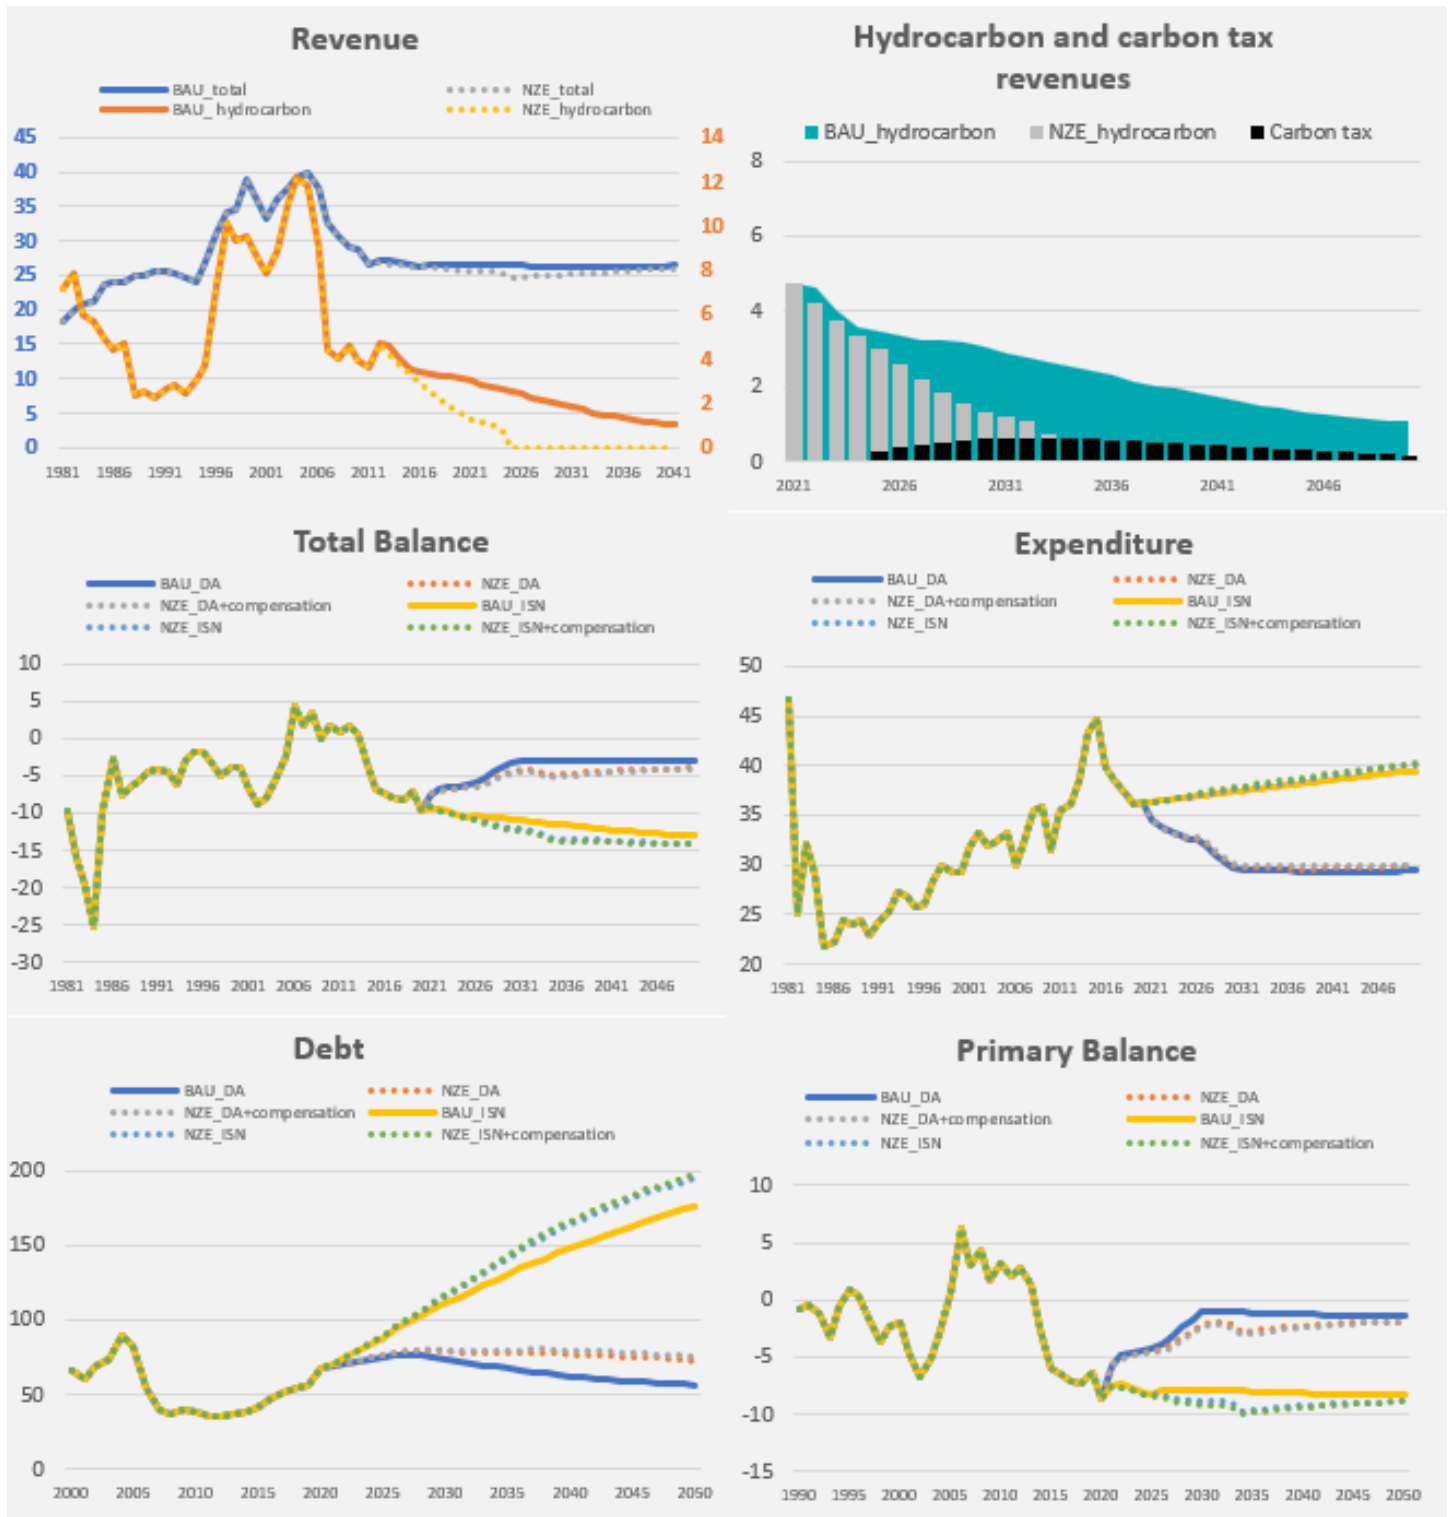 Revenue
BAU_total
NZE_total
BAU_ hydrocarbon
NZE_hydrocarbon
45
40
35
30
25
20
15
10
5
0
14
12
10
8
6
4
2
0
1981 1986 1991 1996 2001 2006 2011 2016 2021 2026 2031 2036 2041
Hydrocarbon and carbon tax
revenues
BAU_hydrocarbon
NZE_hydrocarbon
Carbon tax
8
6
4
2
0
2021 2026 2031 2036 2041 2046
Total Balance
BAU_DA
NZE_DA
NZE_DA+compensation
BAU_ISN
NZE_ISN
NZE_ISN+compensation
10
5
0
-5
-10
-15
-20
-25
-30
1981 1986 1991 1996 2001 2006 2011 2016 2021 2026 2031 2036 2041 2046
Expenditure
BAU_DA
NZE_DA
NZE_DA+compensation
BAU_ISN
NZE_ISN
NZE_ISN+compensation
50
45
40
35
30
25
20
1981 1986 1991 1996 2001 2006 2011 2016 2021 2026 2031 2036 2041 2046
Debt
BAU_DA
NZE_DA
NZE_DA+compensation
BAU_ISN
NZE_ISN
NZE_ISN+compensation
200
150
100
50
0
2000 2005 2010 2015 2020 2025 2030 2035 2040 2045 2050
Primary Balance
BAU_DA
NZE_DA
NZE_DA+compensation
BAU_ISN
NZE_ISN
NZE_ISN+compensation
10
5
0
-5
-10
-15
1990 1995 2000 2005 2010 2015 2020 2025 2030 2035 2040 2045 2050